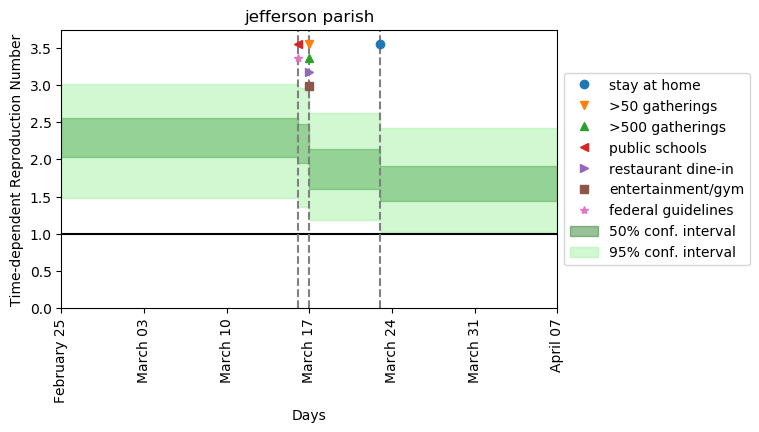 jefferson parish
Time-dependent Reproduction Number
3.5
3.0
2.5
2.0
1.5
1.0
0.5
0.0
February 25
March 03
March 10
March 17
March 24
March 31
April 07
Days
stay at home
>50 gatherings
>500 gatherings
public schools
restaurant dine-in
entertainment/gym
federal guidelines
50% conf. interval
95% conf. interval